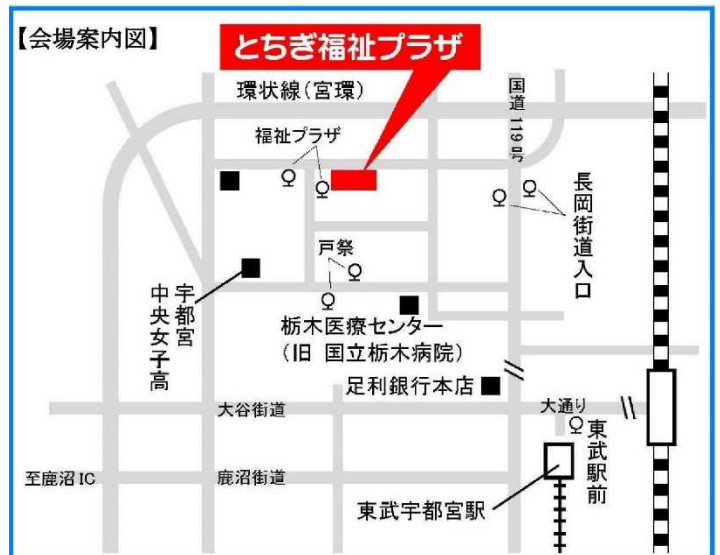 【会場案内図】
とちぎ福祉プラザ
環状線(宮環)
国道119号
福祉プラザ
長岡街道入口
戸祭
宇都宮
中央女子高
栃木医療センター
(旧 国立栃木病院)
足利銀行本店
大谷街道
大通り
東武駅前
至鹿沼IC
鹿沼街道
東武宇都宮駅